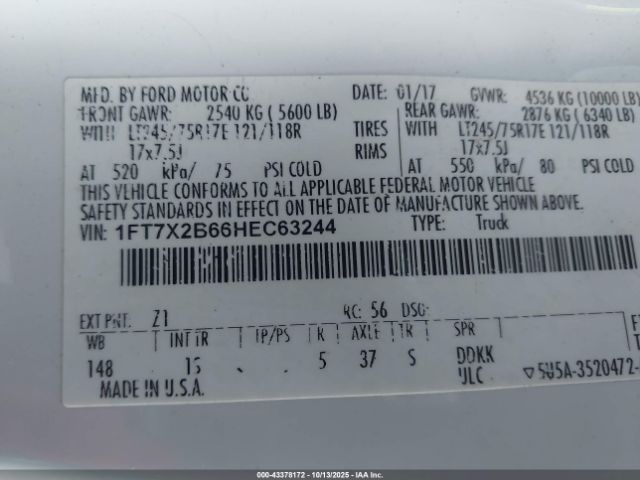 MFD. BY FORD MOTOR CO DATE: 01/17 GVWR: 4536 KG (10000 LB)
FRONT GAWR: 2540 KG (5600 LB) REAR GAWR: 2876 KG (6340 LB)
WITH LT245/75R17E 121/118R TIRES WITH LT245/75R17E 121/118R
17x7.5J RIMS 17x7.5J
AT 520 kPa/ 75 PSI COLD AT 550 kPa/ 80 PSI COLD
THIS VEHICLE CONFORMS TO ALL APPLICABLE FEDERAL MOTOR VEHICLE
SAFETY STANDARDS IN EFFECT ON THE DATE OF MANUFACTURE SHOWN ABOVE.
VIN: 1FT7X2B66HEC63244 TYPE: Truck
EXT PNT: Z1 RC: 56 DSO:
WB INT TR TP/PS R AXLE TR SPR
148 5 37 S DDKK
MADE IN U.S.A. ULC
000-43378172 - 10/13/2025 - IAA Inc.